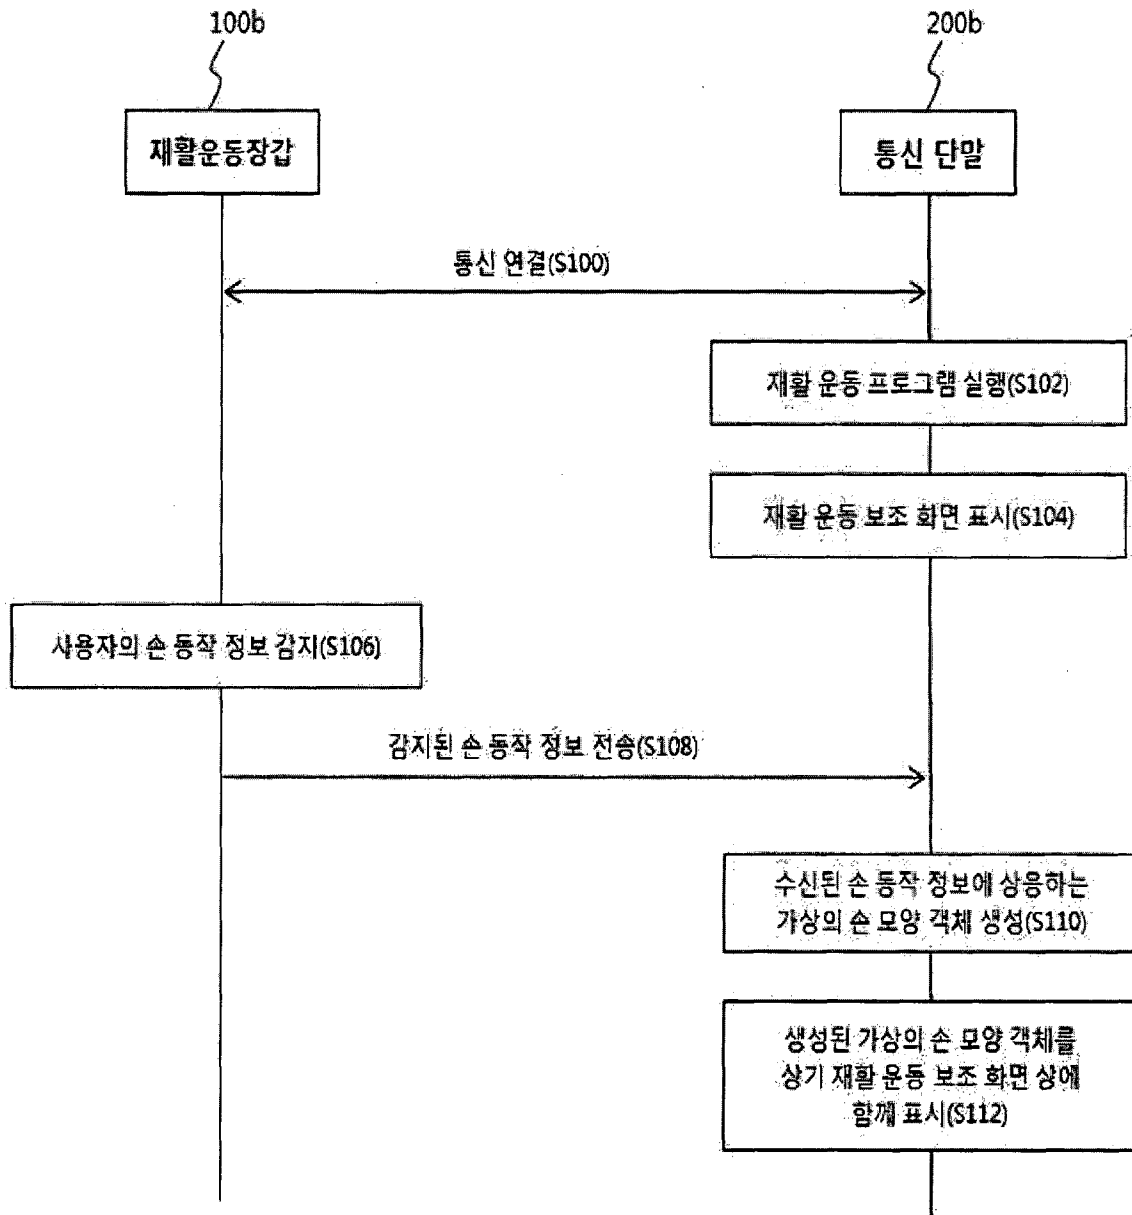 100b
200b
재활운동장갑
통신 단말
통신 연결(S100)
재활 운동 프로그램 실행(S102)
재활 운동 보조 화면 표시(S104)
사용자의 손 동작 정보 감지(S106)
감지된 손 동작 정보 전송(S108)
수신된 손 동작 정보에 상응하는
가상의 손 모양 객체 생성(S110)
생성된 가상의 손 모양 객체를
상기 재활 운동 보조 화면 상에
함께 표시(S112)